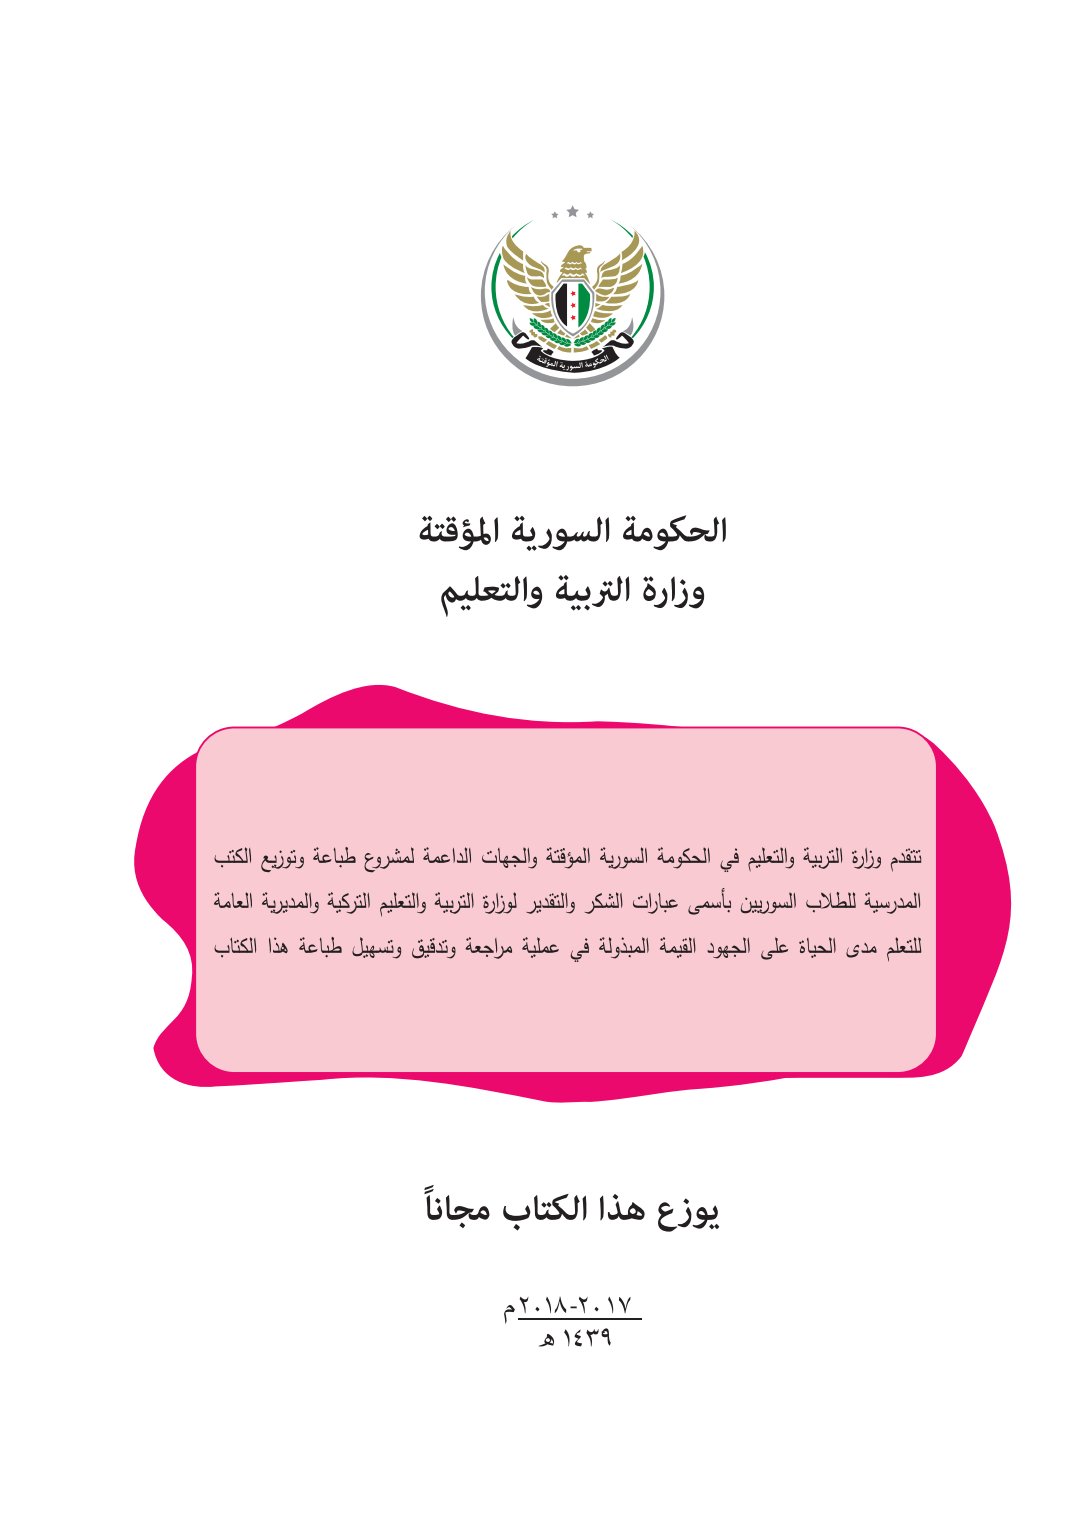 الحكومة السورية المؤقتة
الحكومة السورية المؤقتة
وزارة التربية والتعليم
تتقدم وزارة التربية والتعليم في الحكومة السورية المؤقتة والجهات الداعمة لمشروع طباعة وتوزيع الكتب
المدرسية للطلاب السوريين بأسمى عبارات الشكر والتقدير لوزارة التربية والتعليم التركية والمديرية العامة
للتعلم مدى الحياة على الجهود القيمة المبذولة في عملية مراجعة وتدقيق وتسهيل طباعة هذا الكتاب
يوزع هذا الكتاب مجاناً
٢٠١٧-٢٠١٨م
١٤٣٩ هـ